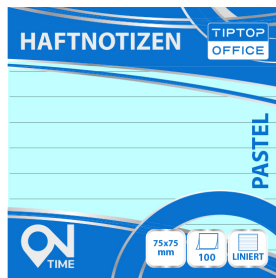 HAFTNOTIZEN
TIPTOP
OFFICE
PASTEL
ON
TIME
75x75
mm
100
LINIERT